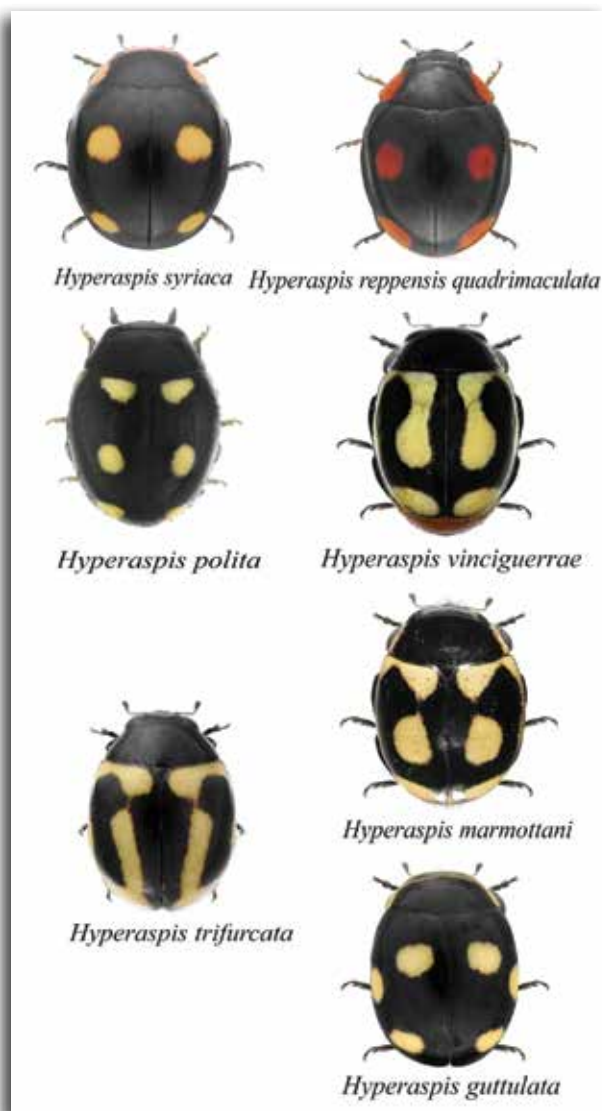 Hyperaspis syriaca
Hyperaspis reppensis quadrimaculata
Hyperaspis polita
Hyperaspis vinciguerrae
Hyperaspis marmottani
Hyperaspis trifurcata
Hyperaspis guttulata